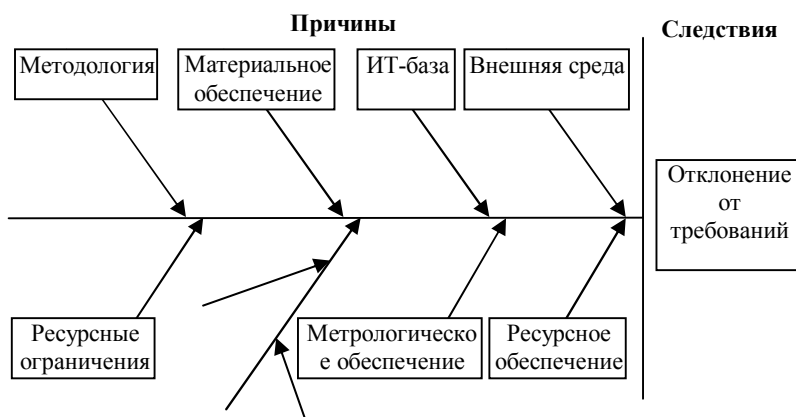 Причины
Следствия
Методология
Материальное
обеспечение
ИТ-база
Внешняя среда
Отклонение
от
требований
Ресурсные
ограничения
Метрологическо
е обеспечение
Ресурсное
обеспечение